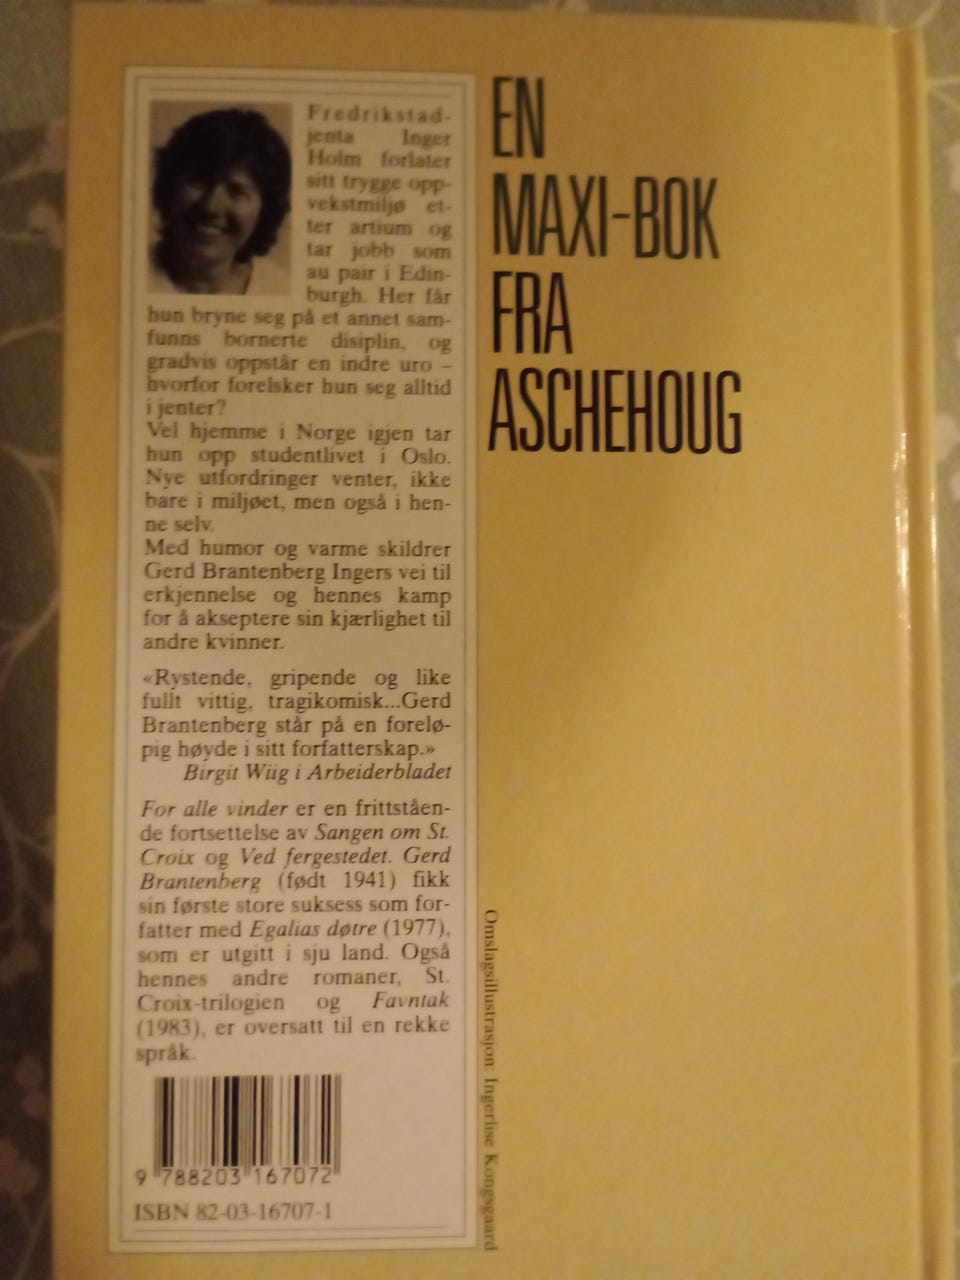 Fredrikstad-
jenta Inger
Holm forlater
sitt trygge opp-
vekstmiljø et-
ter artium og
tar jobb som
au pair i Edin-
burgh. Her får
hun bryne seg på et annet sam-
funns bornerte disiplin, og
gradvis oppstår en indre uro –
hvorfor forelsker hun seg alltid
i jenter?
Vel hjemme i Norge igjen tar
hun opp studentlivet i Oslo.
Nye utfordringer venter, ikke
bare i miljøet, men også i hen-
ne selv.
Med humor og varme skildrer
Gerd Brantenberg Ingers vei til
erkjennelse og hennes kamp
for å akseptere sin kjærlighet til
andre kvinner.
«Rystende, gripende og like
fullt vittig, tragikomisk...Gerd
Brantenberg står på en forelø-
pig høyde i sitt forfatterskap.»
Birgit Wiig i Arbeiderbladet
For alle vinder er en frittståen-
de fortsettelse av Sangen om St.
Croix og Ved fergestedet. Gerd
Brantenberg (født 1941) fikk
sin første store suksess som for-
fatter med Egalias døtre (1977),
som er utgitt i sju land. Også
hennes andre romaner, St.
Croix-trilogien og Favntak
(1983), er oversatt til en rekke
språk.
9 788203 167072
ISBN 82-03-16707-1
EN
MAXI-BOK
FRA
ASCHEHOUG
Omslagsillustrasjon: Ingerlise Kongsgaard